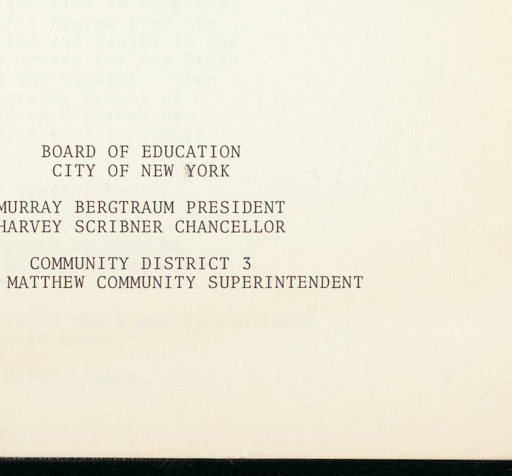 BOARD OF EDUCATION
CITY OF NEW YORK
MURRAY BERGTRAUM PRESIDENT
HARVEY SCRIBNER CHANCELLOR
COMMUNITY DISTRICT 3
MATTHEW COMMUNITY SUPERINTENDENT